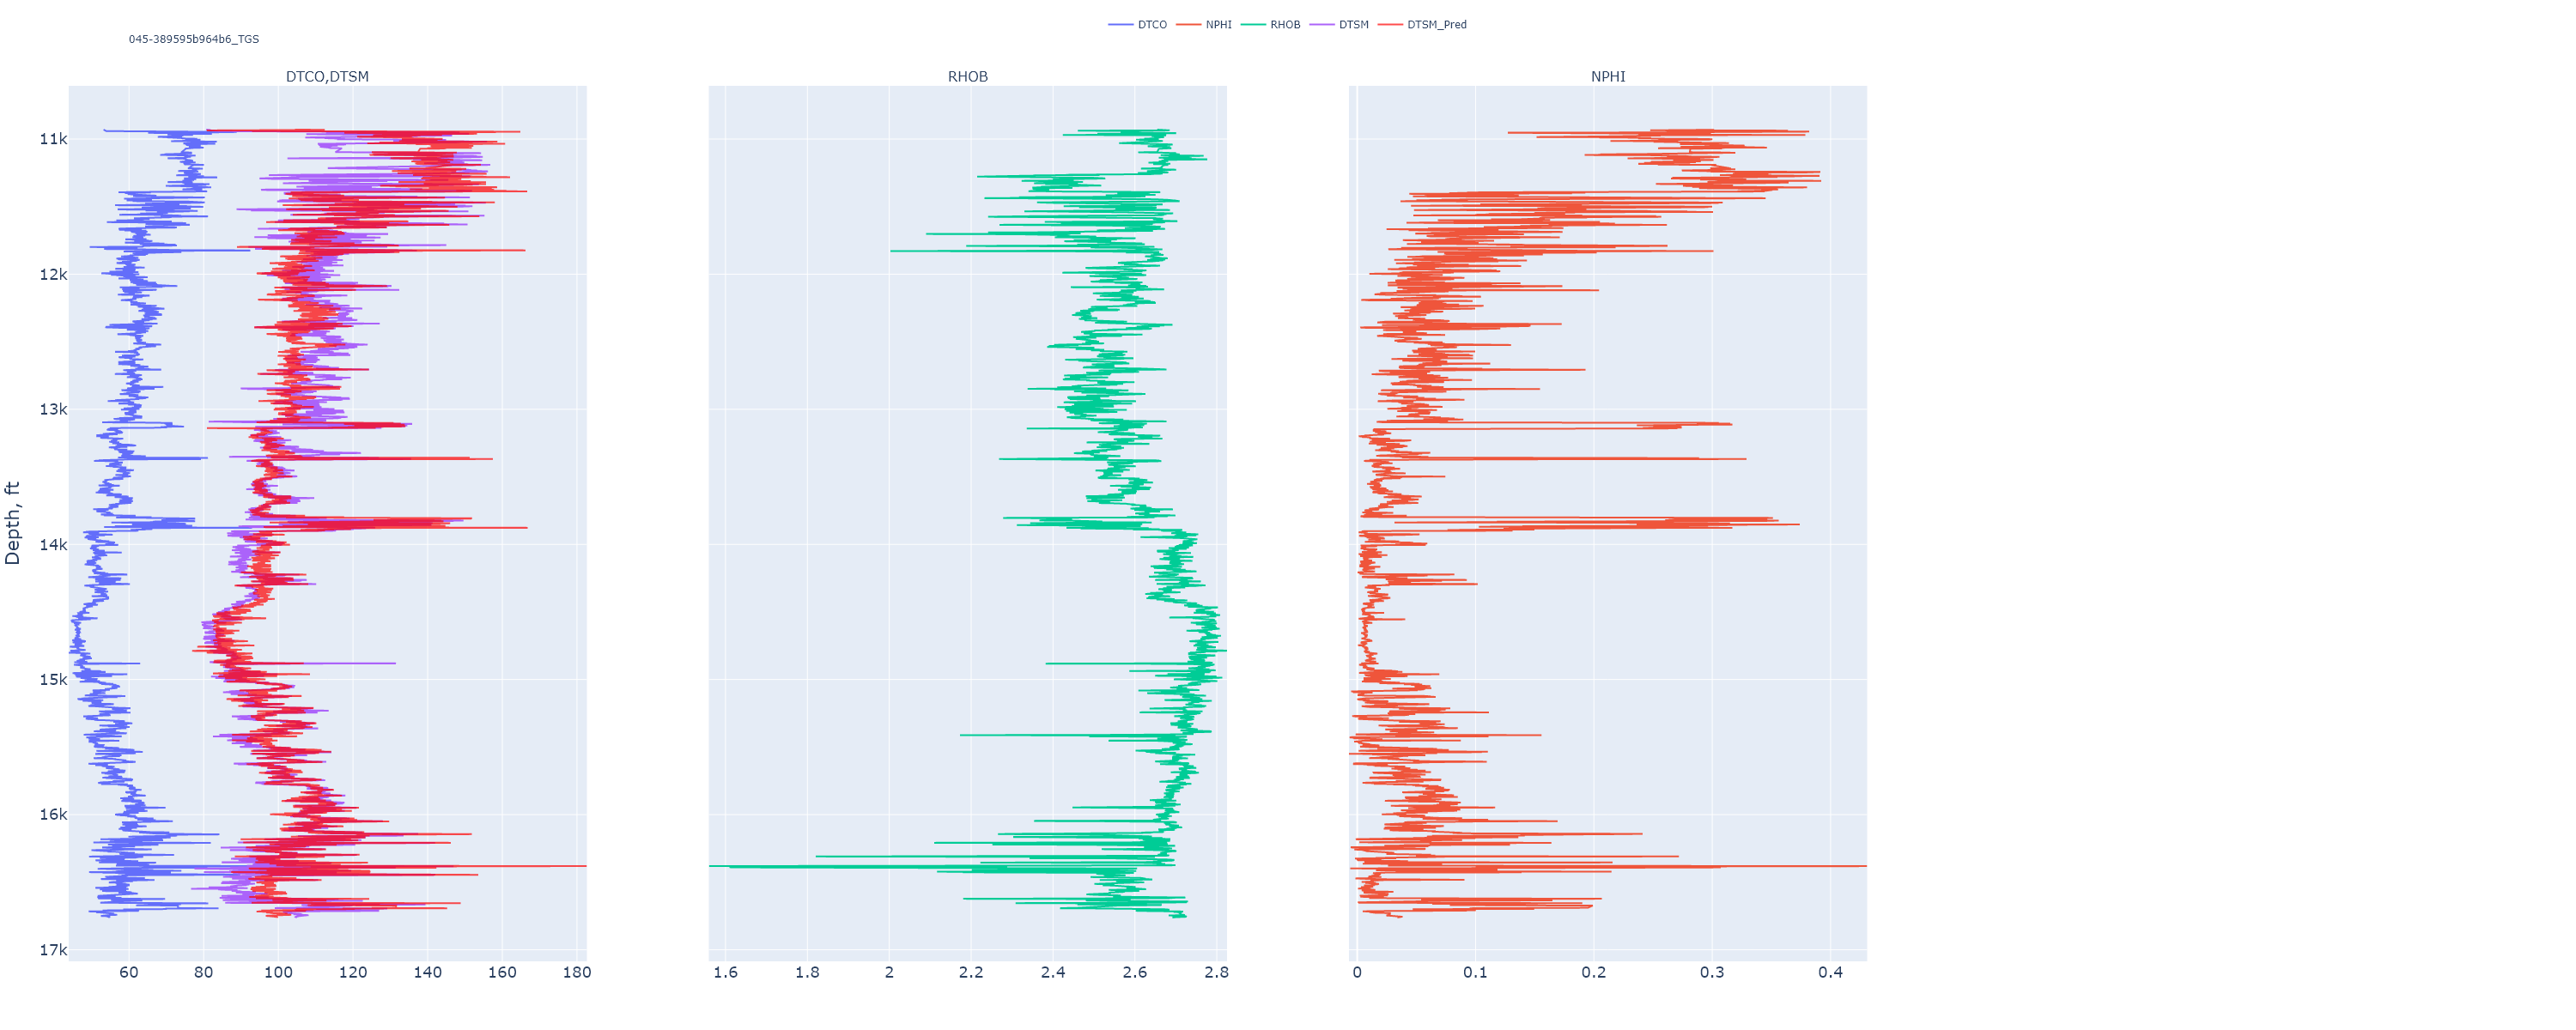 DTCO NPHI RHOB DTSM DTSM_Pred
045-389595b964b6_TGS
DTCO,DTSM
RHOB
NPHI
Depth, ft
11k
12k
13k
14k
15k
16k
17k
60 80 100 120 140 160 180
1.6 1.8 2 2.2 2.4 2.6 2.8
0 0.1 0.2 0.3 0.4